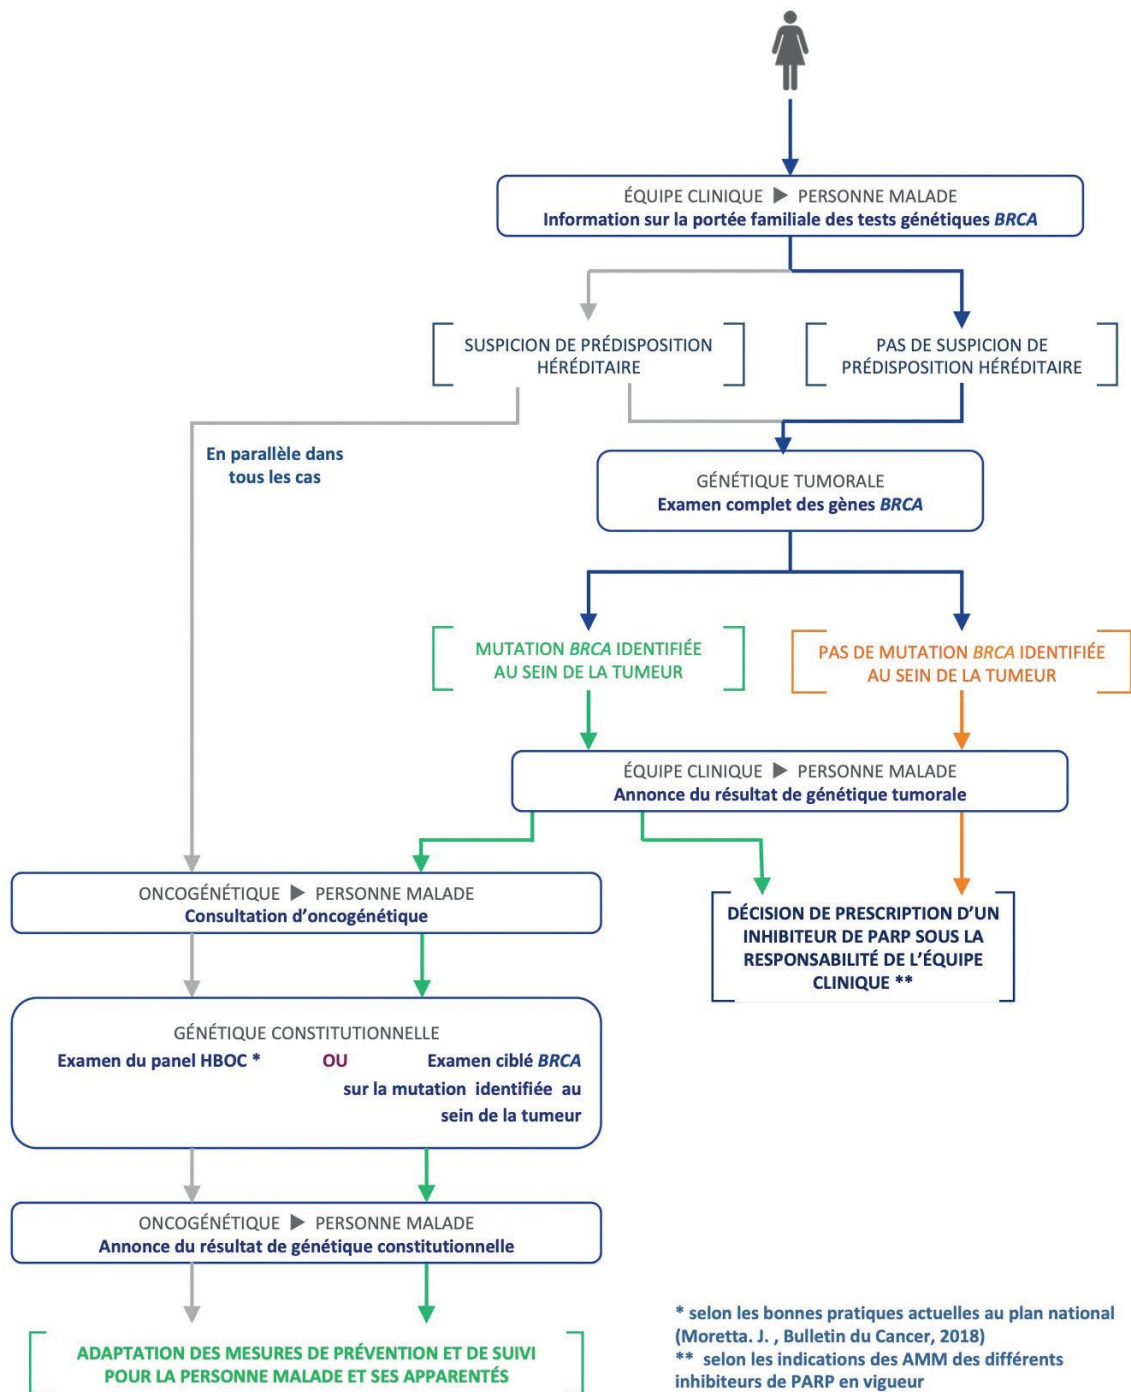 ÉQUIPE CLINIQUE ▶ PERSONNE MALADE
Information sur la portée familiale des tests génétiques BRCA
SUSPICION DE PRÉDISPOSITION
HÉRÉDITAIRE
PAS DE SUSPICION DE
PRÉDISPOSITION HÉRÉDITAIRE
En parallèle dans
tous les cas
GÉNÉTIQUE TUMORALE
Examen complet des gènes BRCA
MUTATION BRCA IDENTIFIÉE
AU SEIN DE LA TUMEUR
PAS DE MUTATION BRCA IDENTIFIÉE
AU SEIN DE LA TUMEUR
ÉQUIPE CLINIQUE ▶ PERSONNE MALADE
Annonce du résultat de génétique tumorale
ONCOGÉNÉTIQUE ▶ PERSONNE MALADE
Consultation d’oncogénétique
DÉCISION DE PRESCRIPTION D’UN
INHIBITEUR DE PARP SOUS LA
RESPONSABILITÉ DE L’ÉQUIPE
CLINIQUE **
GÉNÉTIQUE CONSTITUTIONNELLE
Examen du panel HBOC * OU Examen ciblé BRCA
sur la mutation identifiée au
sein de la tumeur
ONCOGÉNÉTIQUE ▶ PERSONNE MALADE
Annonce du résultat de génétique constitutionnelle
ADAPTATION DES MESURES DE PRÉVENTION ET DE SUIVI
POUR LA PERSONNE MALADE ET SES APPARENTÉS
* selon les bonnes pratiques actuelles au plan national
(Moretta. J. , Bulletin du Cancer, 2018)
** selon les indications des AMM des différents
inhibiteurs de PARP en vigueur